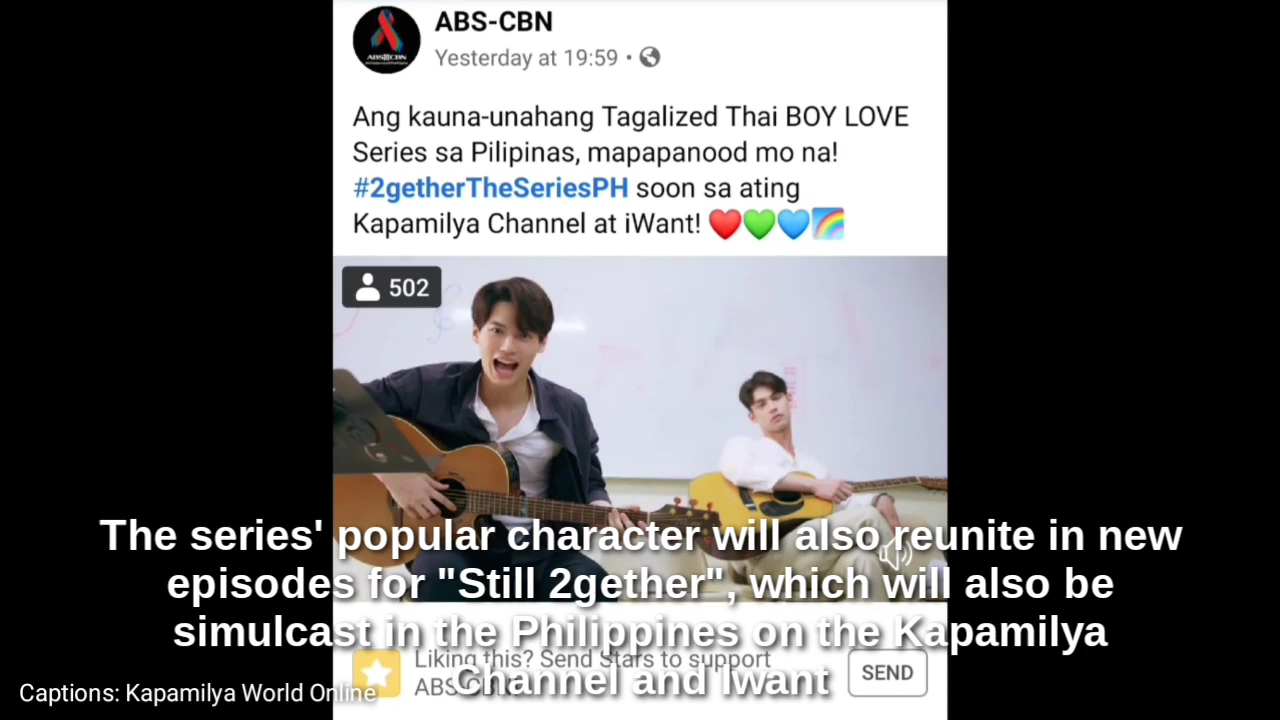 ABS-CBN
Yesterday at 19:59 •
Ang kauna-unahang Tagalized Thai BOY LOVE
Series sa Pilipinas, mapapanood mo na!
#2getherTheSeriesPH soon sa ating
Kapamilya Channel at iWant! ❤️💚💙🌈
502
The series' popular character will also reunite in new
episodes for "Still 2gether", which will also be
simulcast in the Philippines on the Kapamilya
Channel and Iwant
Liking this? Send Stars to support
ABS-CBN
SEND
Captions: Kapamilya World Online